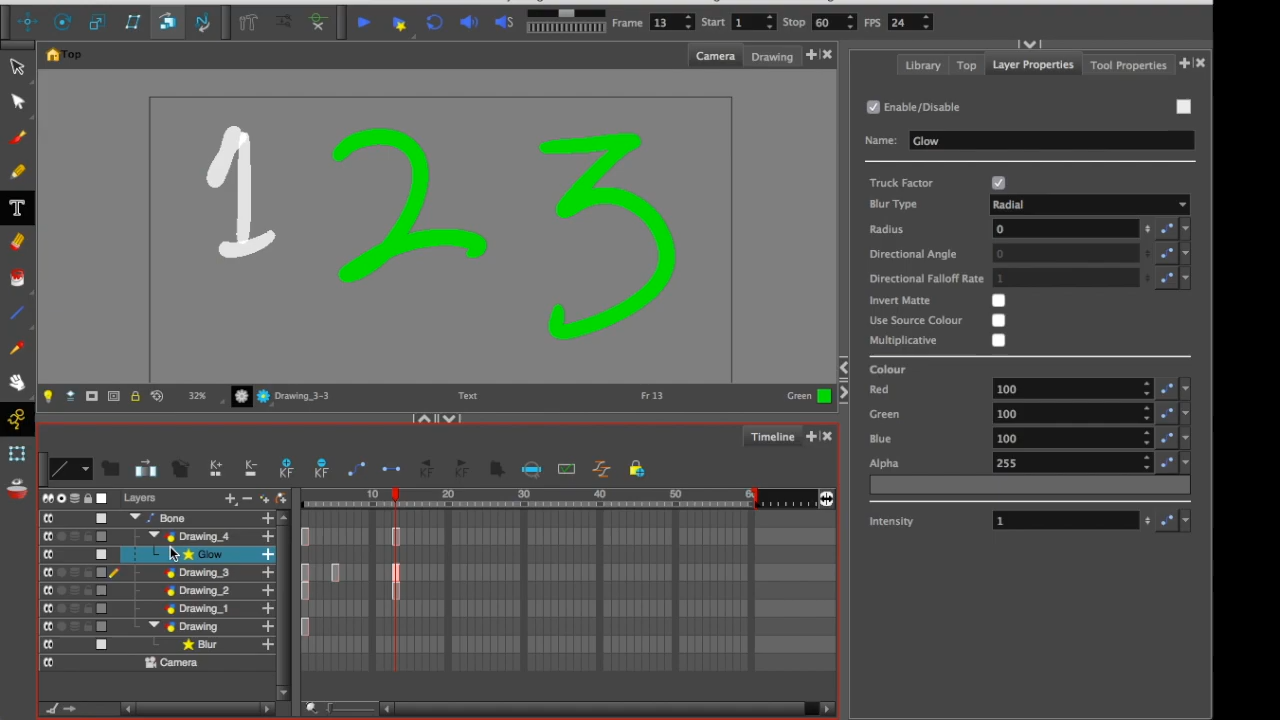 Frame 13 Start 1 Stop 60 FPS 24
Top Camera Drawing
Library Top Layer Properties Tool Properties
Enable/Disable
Name: Glow
1 2 3
Truck Factor
Blur Type Radial
Radius 0
Directional Angle 0
Directional Falloff Rate 1
Invert Matte
Use Source Colour
Multiplicative
Colour
Red 100
Green 100
Blue 100
Alpha 255
Intensity 1
32% Drawing_3-3 Text Fr 13 Green
Timeline
Layers 10 20 30 40 50
Bone
Drawing_4
Glow
Drawing_3
Drawing_2
Drawing_1
Drawing
Blur
Camera